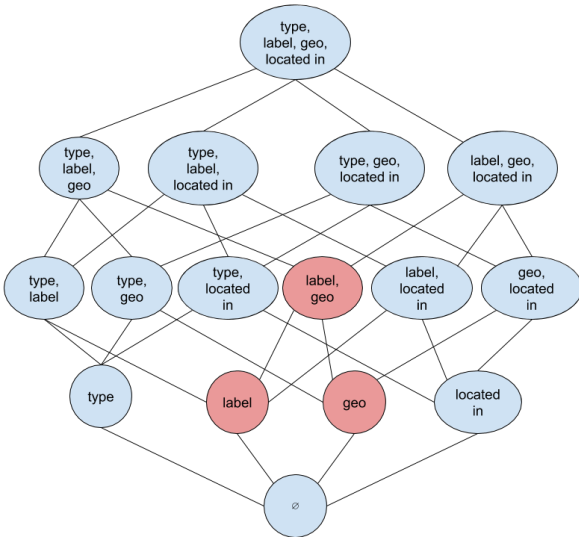 type,
label, geo,
located in
type,
label,
geo
type,
label,
located in
type, geo,
located in
label, geo,
located in
type,
label
type,
geo
type,
located
in
label,
geo
label,
located
in
geo,
located
in
type
label
geo
located
in
∅